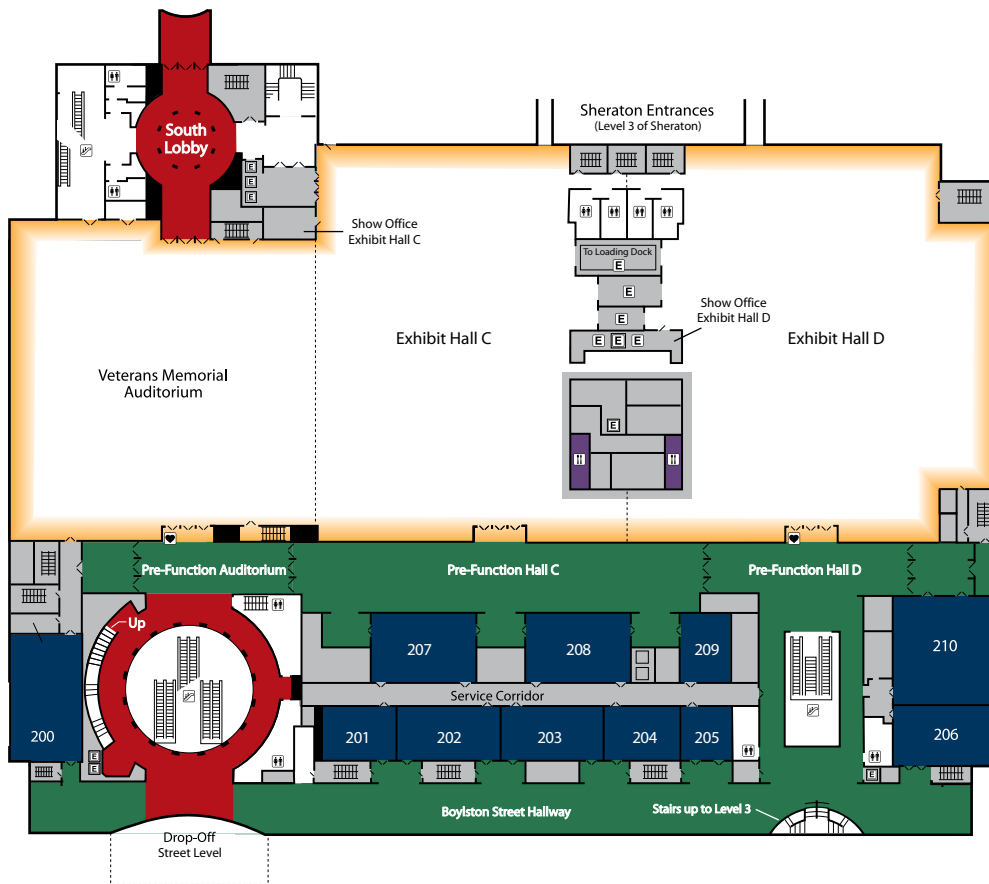 Sheraton Entrances
(Level 3 of Sheraton)
South
Lobby
E
E
E
Show Office
Exhibit Hall C
To Loading Dock
E
E
E
E
E
E
Show Office
Exhibit Hall D
Exhibit Hall C
Exhibit Hall D
Veterans Memorial
Auditorium
E
Pre-Function Auditorium
Pre-Function Hall C
Pre-Function Hall D
Up
207
208
209
210
Service Corridor
200
201
202
203
204
205
206
E
E
E
Boylston Street Hallway
Stairs up to Level 3
Drop-Off
Street Level